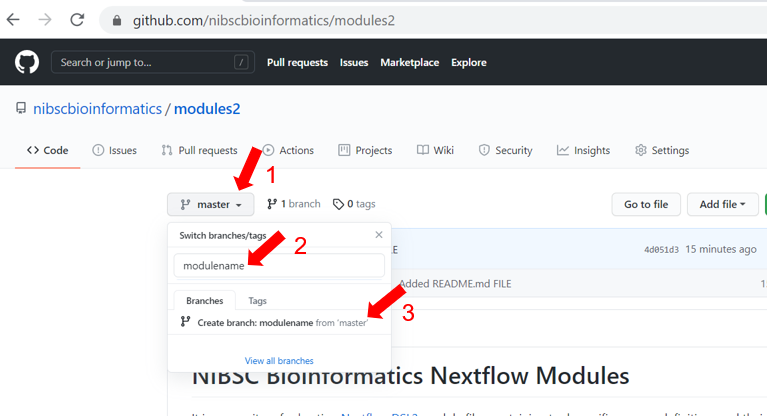 github.com/nibscbioinformatics/modules2
Search or jump to... / Pull requests Issues Marketplace Explore
nibscbioinformatics / modules2
Code Issues Pull requests Actions Projects Wiki Security Insights Settings
1
master 1 branch 0 tags Go to file Add file
Switch branches/tags
2
4d051d3 15 minutes ago
modulename
Added README.md FILE
Branches Tags
3
Create branch: modulename from 'master'
View all branches
NIBSC Bioinformatics Nextflow Modules